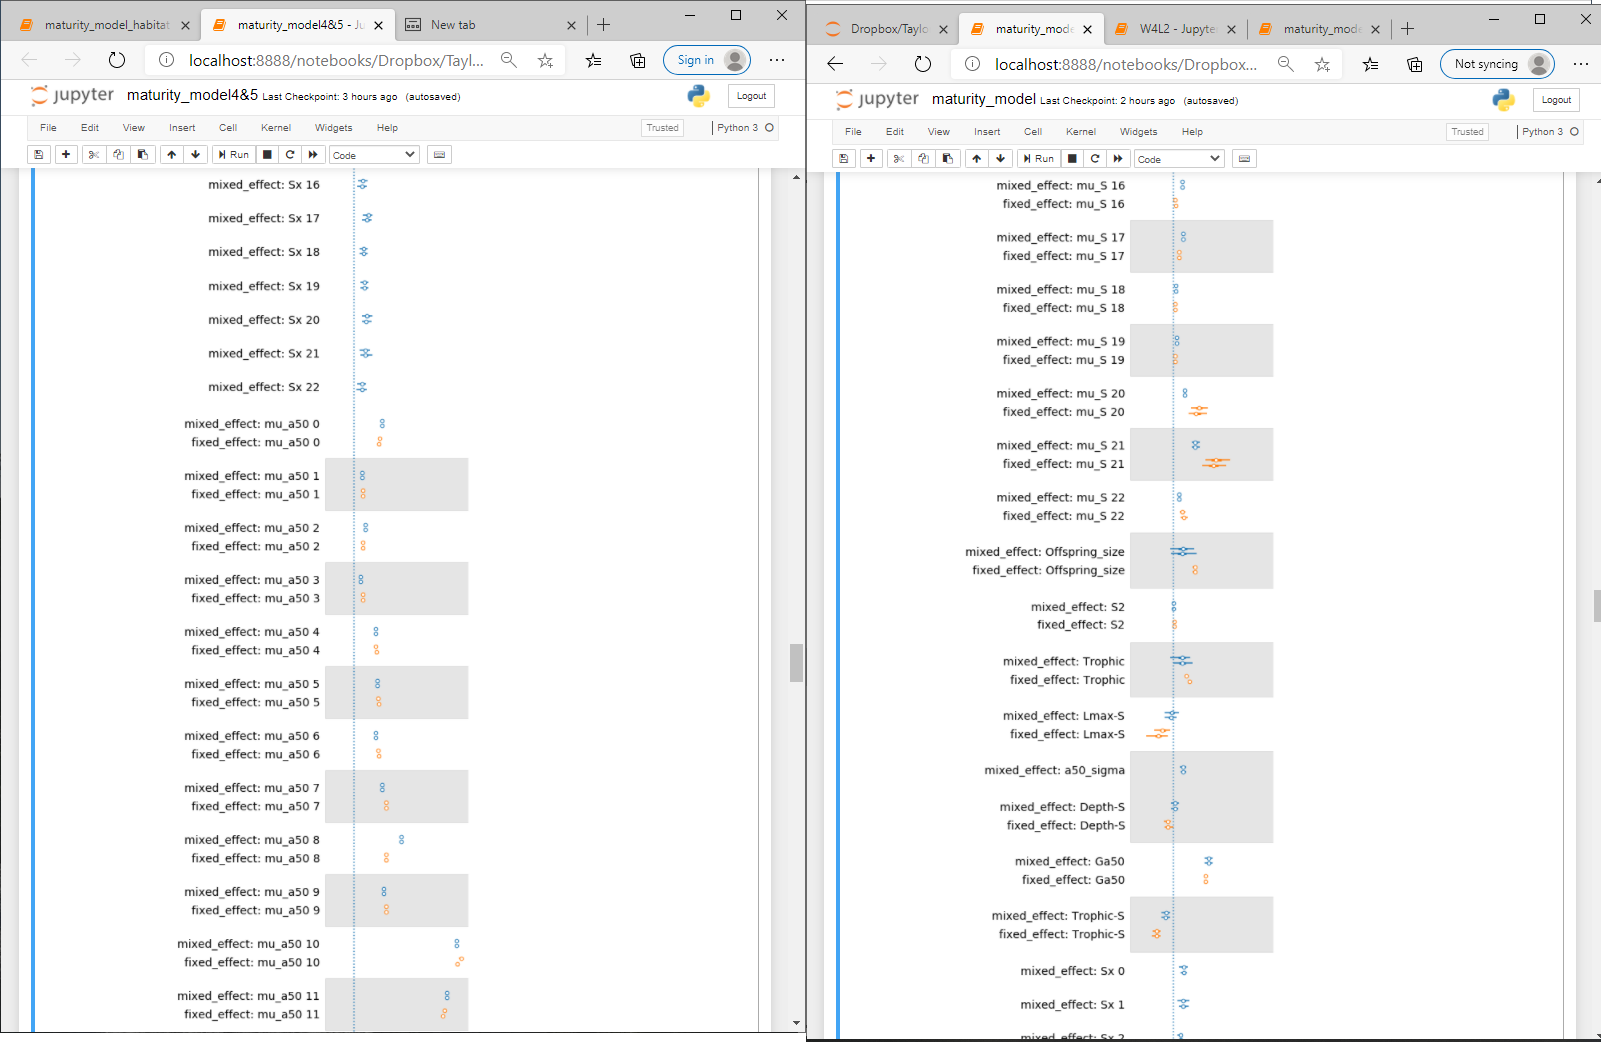 maturity_model_habitat
maturity_model4&5 - Ju
New tab
localhost:8888/notebooks/Dropbox/Tayl...
Sign in
jupyter maturity_model4&5 Last Checkpoint: 3 hours ago (autosaved)
Logout
File Edit View Insert Cell Kernel Widgets Help
Trusted
Python 3
Run
Code
mixed_effect: Sx 16
mixed_effect: Sx 17
mixed_effect: Sx 18
mixed_effect: Sx 19
mixed_effect: Sx 20
mixed_effect: Sx 21
mixed_effect: Sx 22
mixed_effect: mu_a50 0
fixed_effect: mu_a50 0
mixed_effect: mu_a50 1
fixed_effect: mu_a50 1
mixed_effect: mu_a50 2
fixed_effect: mu_a50 2
mixed_effect: mu_a50 3
fixed_effect: mu_a50 3
mixed_effect: mu_a50 4
fixed_effect: mu_a50 4
mixed_effect: mu_a50 5
fixed_effect: mu_a50 5
mixed_effect: mu_a50 6
fixed_effect: mu_a50 6
mixed_effect: mu_a50 7
fixed_effect: mu_a50 7
mixed_effect: mu_a50 8
fixed_effect: mu_a50 8
mixed_effect: mu_a50 9
fixed_effect: mu_a50 9
mixed_effect: mu_a50 10
fixed_effect: mu_a50 10
mixed_effect: mu_a50 11
fixed_effect: mu_a50 11
Dropbox/Taylo
maturity_mode
W4L2 - Jupyter
maturity_mode
localhost:8888/notebooks/Dropbox...
Not syncing
jupyter maturity_model Last Checkpoint: 2 hours ago (autosaved)
Logout
File Edit View Insert Cell Kernel Widgets Help
Trusted
Python 3
Run
Code
mixed_effect: mu_S 16
fixed_effect: mu_S 16
mixed_effect: mu_S 17
fixed_effect: mu_S 17
mixed_effect: mu_S 18
fixed_effect: mu_S 18
mixed_effect: mu_S 19
fixed_effect: mu_S 19
mixed_effect: mu_S 20
fixed_effect: mu_S 20
mixed_effect: mu_S 21
fixed_effect: mu_S 21
mixed_effect: mu_S 22
fixed_effect: mu_S 22
mixed_effect: Offspring_size
fixed_effect: Offspring_size
mixed_effect: S2
fixed_effect: S2
mixed_effect: Trophic
fixed_effect: Trophic
mixed_effect: Lmax-S
fixed_effect: Lmax-S
mixed_effect: a50_sigma
mixed_effect: Depth-S
fixed_effect: Depth-S
mixed_effect: Ga50
fixed_effect: Ga50
mixed_effect: Trophic-S
fixed_effect: Trophic-S
mixed_effect: Sx 0
mixed_effect: Sx 1
mixed_effect: Sx 2